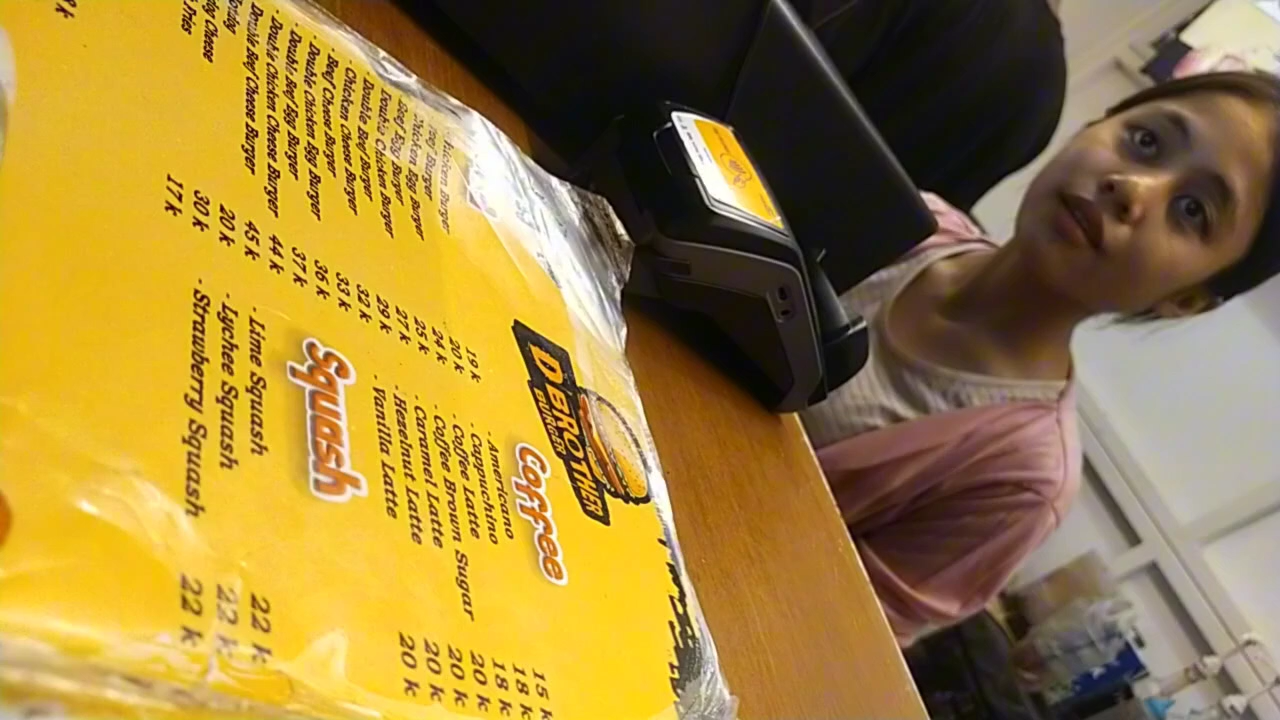 D'BROTHER
BURGER
Burger 19 k
Burger 20 k
Egg Burger 24 k
- Beef Egg Burger 25 k
- Double Chicken Burger 27 k
- Double Beef Burger 29 k
- Chicken Cheese Burger 32 k
- Beef Cheese Burger 33 k
- Double Chicken Egg Burger 36 k
- Double Beef Egg Burger 37 k
- Double Chicken Cheese Burger 44 k
Double Beef Cheese Burger 45 k
20 k
Cheese 30 k
Fries 17 k
Coffee
- Americano 15 k
- Capuchino 18 k
- Coffee Latte 18 k
- Coffee Brown Sugar 20 k
- Caramel Latte 20 k
- Hazelnut Latte 20 k
- Vanilla Latte 20 k
Squash
- Lime Squash 22 k
- Lychee Squash 22 k
- Strawberry Squash 22 k